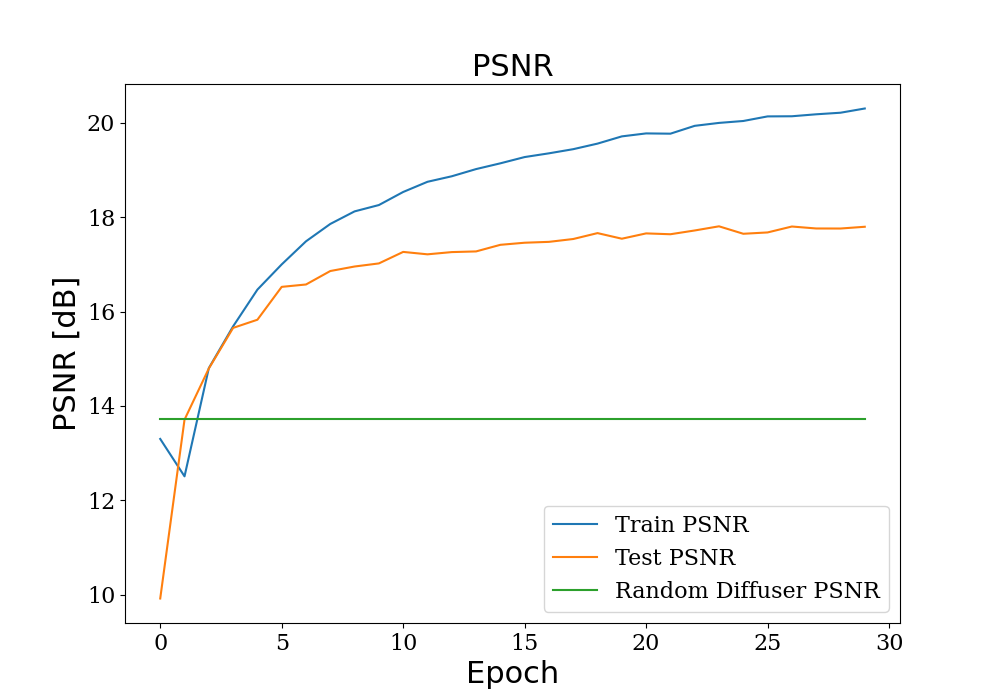 PSNR
PSNR [dB]
20
18
16
14
12
10
0 5 10 15 20 25 30
Epoch
Train PSNR
Test PSNR
Random Diffuser PSNR